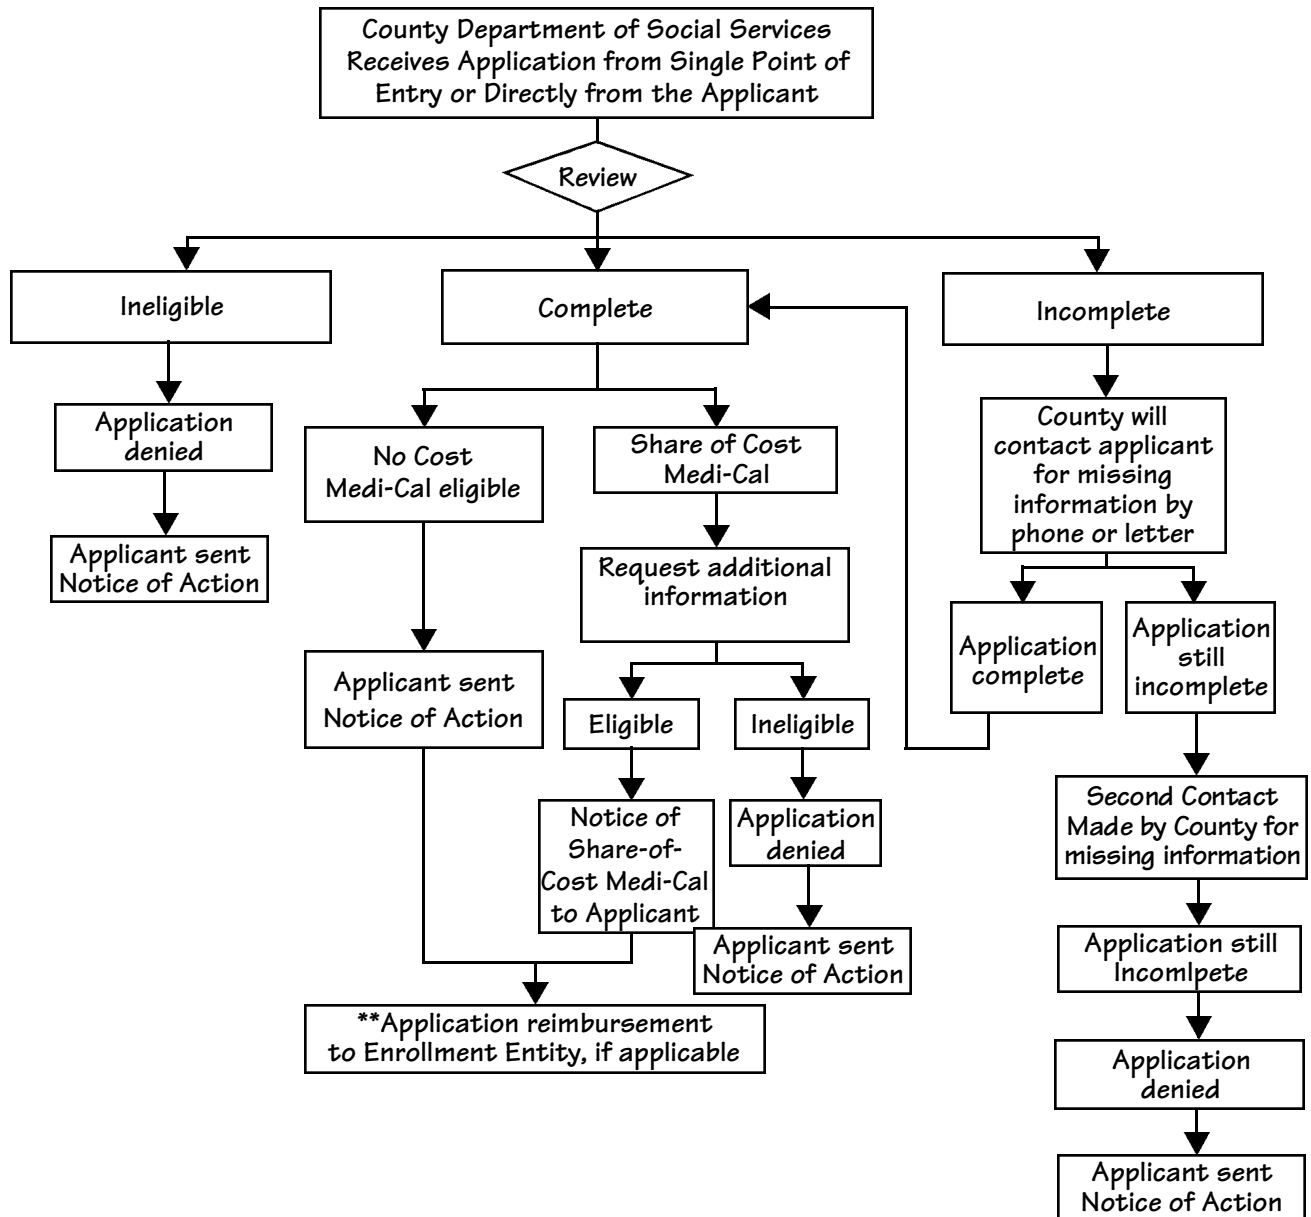 County Department of Social Services
Receives Application from Single Point of
Entry or Directly from the Applicant
Review
Ineligible
Complete
Incomplete
Application
denied
Applicant sent
Notice of Action
No Cost
Medi-Cal eligible
Applicant sent
Notice of Action
Share of Cost
Medi-Cal
Request additional
information
Eligible
Ineligible
Notice of
Share-of-
Cost Medi-Cal
to Applicant
Application
denied
Applicant sent
Notice of Action
**Application reimbursement
to Enrollment Entity, if applicable
County will
contact applicant
for missing
information by
phone or letter
Application
complete
Application
still
incomplete
Second Contact
Made by County for
missing information
Application still
Incomlpete
Application
denied
Applicant sent
Notice of Action